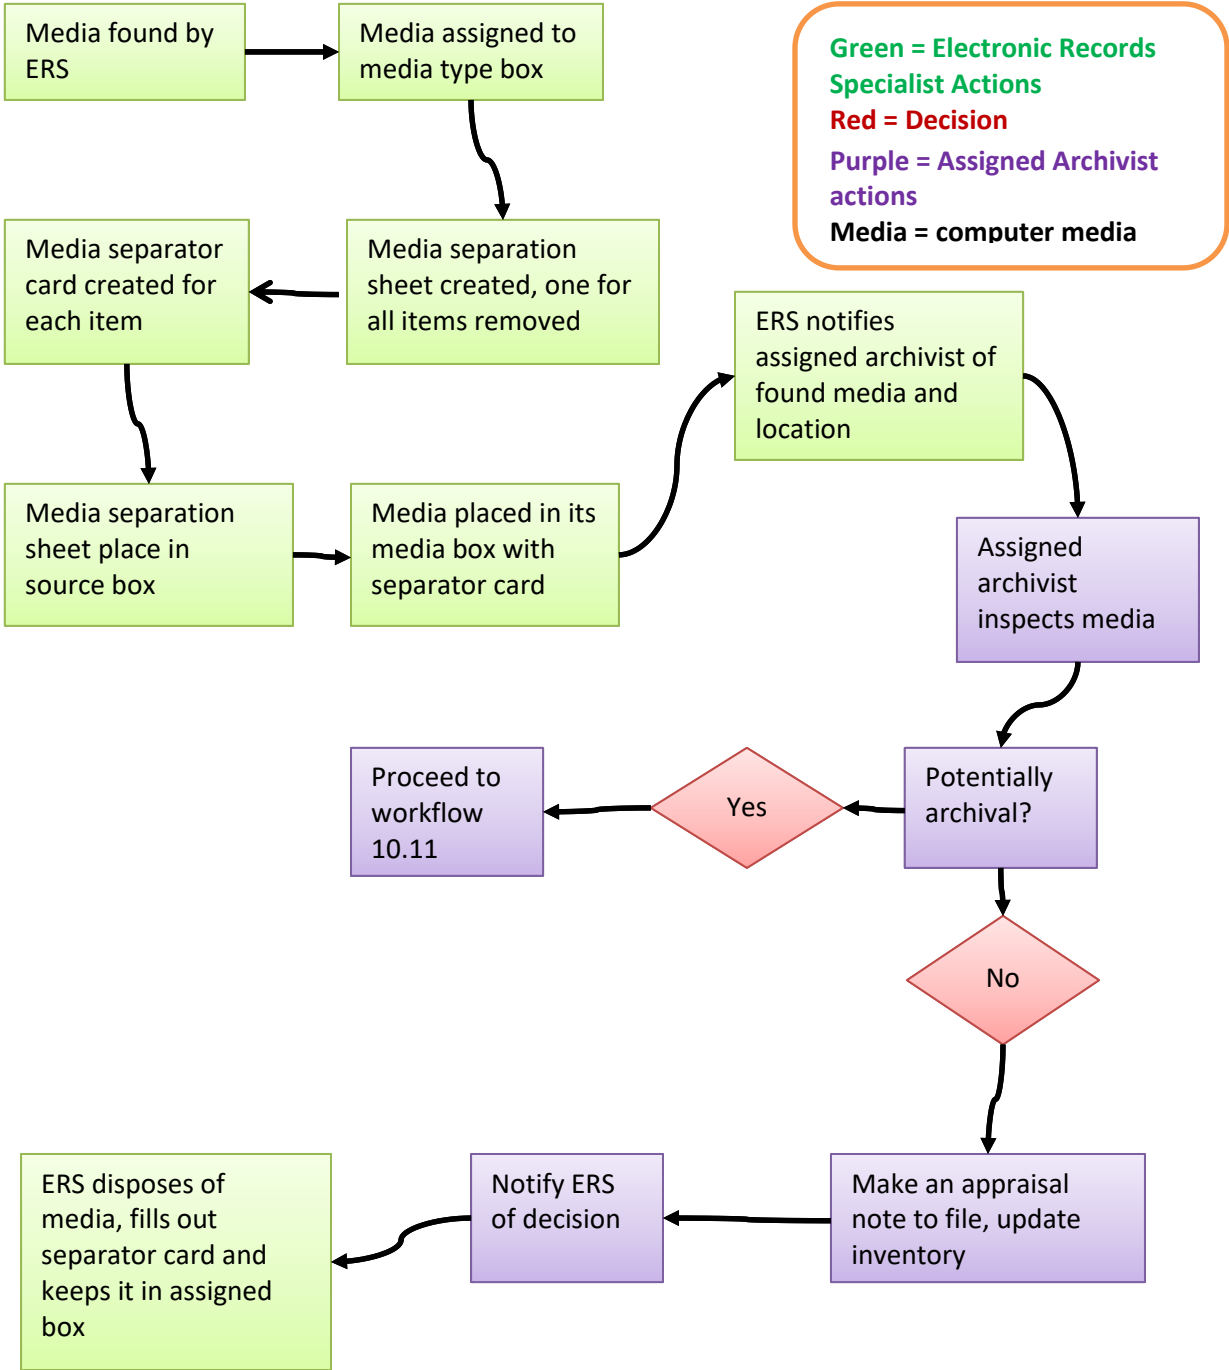 Media found by
ERS
Media assigned to
media type box
Green = Electronic Records
Specialist Actions
Red = Decision
Purple = Assigned Archivist
actions
Media = computer media
Media separator
card created for
each item
Media separation
sheet created, one for
all items removed
ERS notifies
assigned archivist of
found media and
location
Media separation
sheet place in
source box
Media placed in its
media box with
separator card
Assigned
archivist
inspects media
Proceed to
workflow
10.11
Yes
Potentially
archival?
No
ERS disposes of
media, fills out
separator card and
keeps it in assigned
box
Notify ERS
of decision
Make an appraisal
note to file, update
inventory